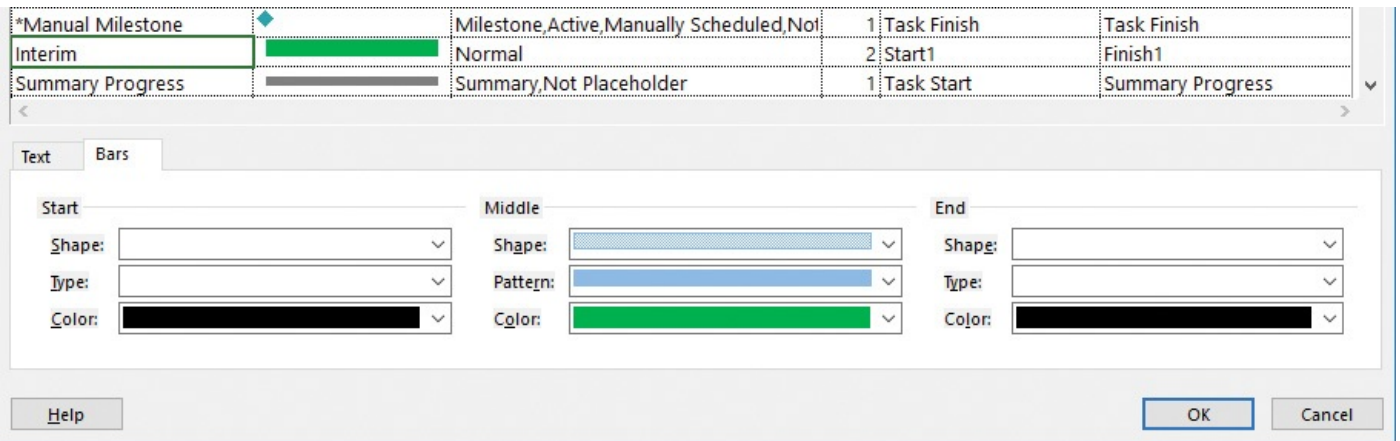 *Manual Milestone Milestone,Active,Manually Scheduled,Not 1 Task Finish Task Finish
Interim Normal 2 Start1 Finish1
Summary Progress Summary,Not Placeholder 1 Task Start Summary Progress
Text Bars
Start Middle End
Shape: Shape: Shape:
Type: Pattern: Type:
Color: Color: Color:
Help OK Cancel